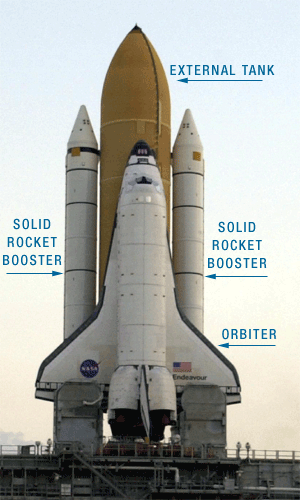 EXTERNAL TANK
SOLID
ROCKET
BOOSTER
SOLID
ROCKET
BOOSTER
ORBITER
NASA
Endeavour